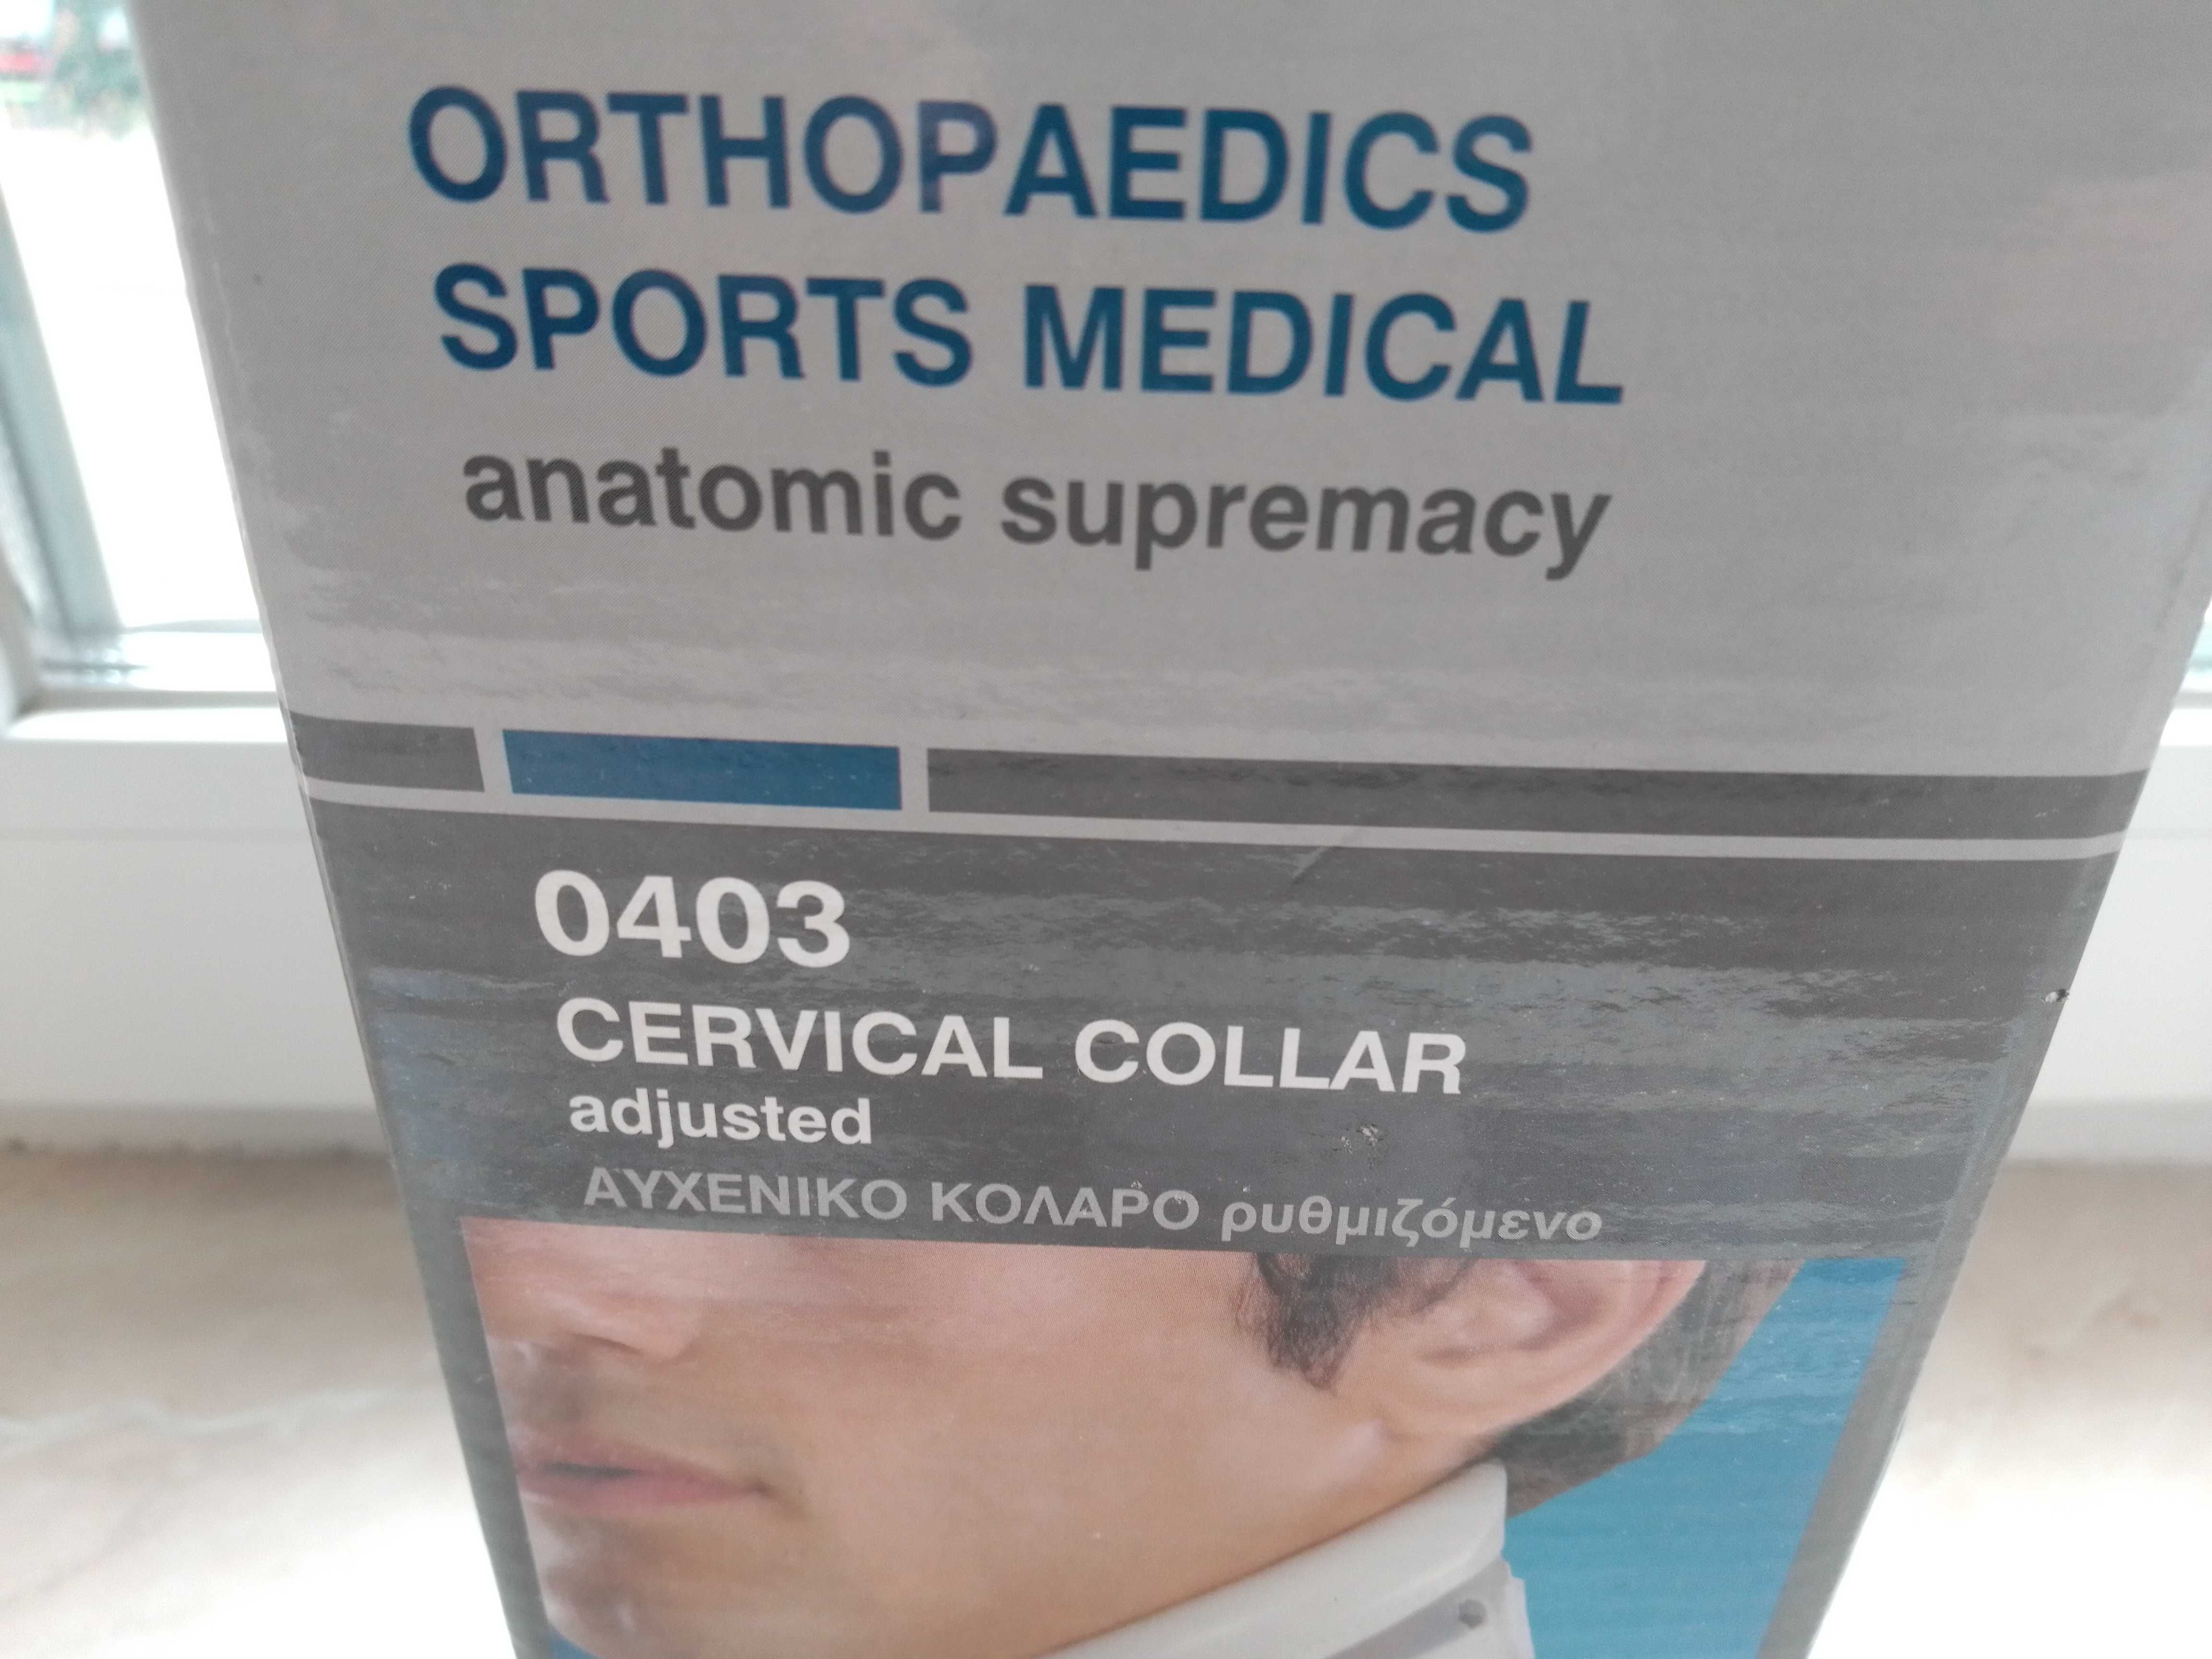 ORTHOPAEDICS
SPORTS MEDICAL
anatomic supremacy
0403
CERVICAL COLLAR
adjusted
ΑΥΧΕΝΙΚΟ ΚΟΛΑΡΟ ρυθμιζόμενο